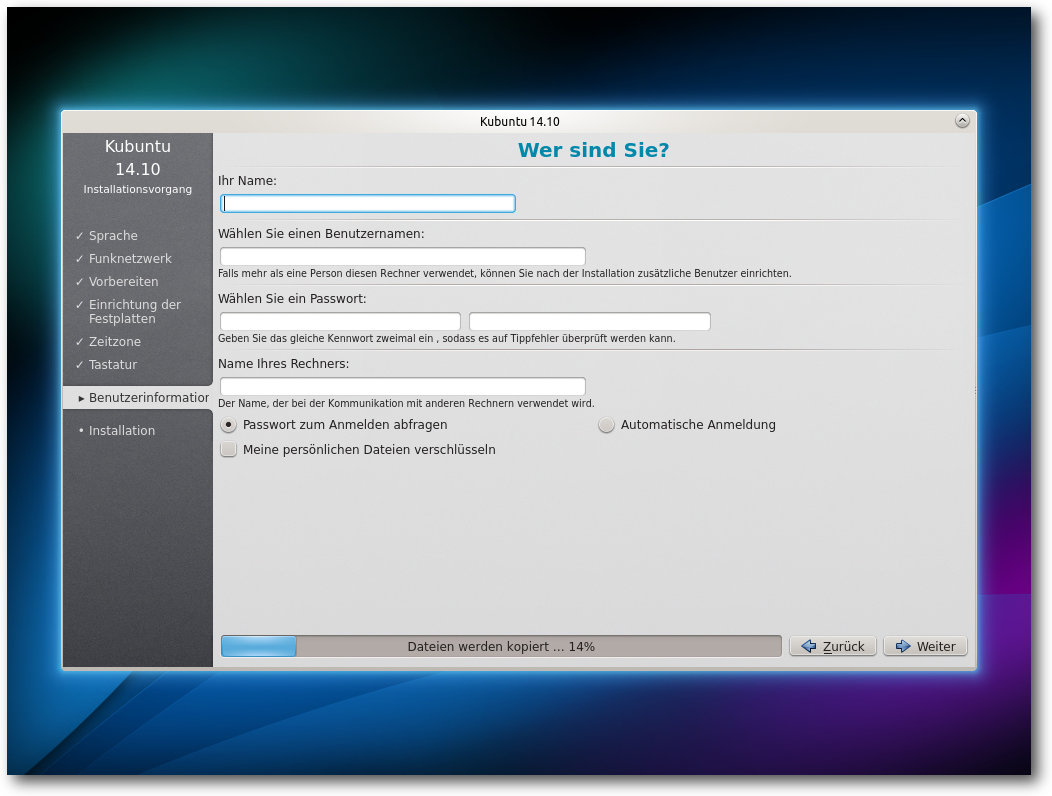 Kubuntu 14.10
Kubuntu
14.10
Installationsvorgang
✓ Sprache
✓ Funknetzwerk
✓ Vorbereiten
✓ Einrichtung der
Festplatten
✓ Zeitzone
✓ Tastatur
▸ Benutzerinformation
• Installation
Wer sind Sie?
Ihr Name:
Wählen Sie einen Benutzernamen:
Falls mehr als eine Person diesen Rechner verwendet, können Sie nach der Installation zusätzliche Benutzer einrichten.
Wählen Sie ein Passwort:
Geben Sie das gleiche Kennwort zweimal ein , sodass es auf Tippfehler überprüft werden kann.
Name Ihres Rechners:
Der Name, der bei der Kommunikation mit anderen Rechnern verwendet wird.
Passwort zum Anmelden abfragen Automatische Anmeldung
Meine persönlichen Dateien verschlüsseln
Dateien werden kopiert ... 14% Zurück Weiter